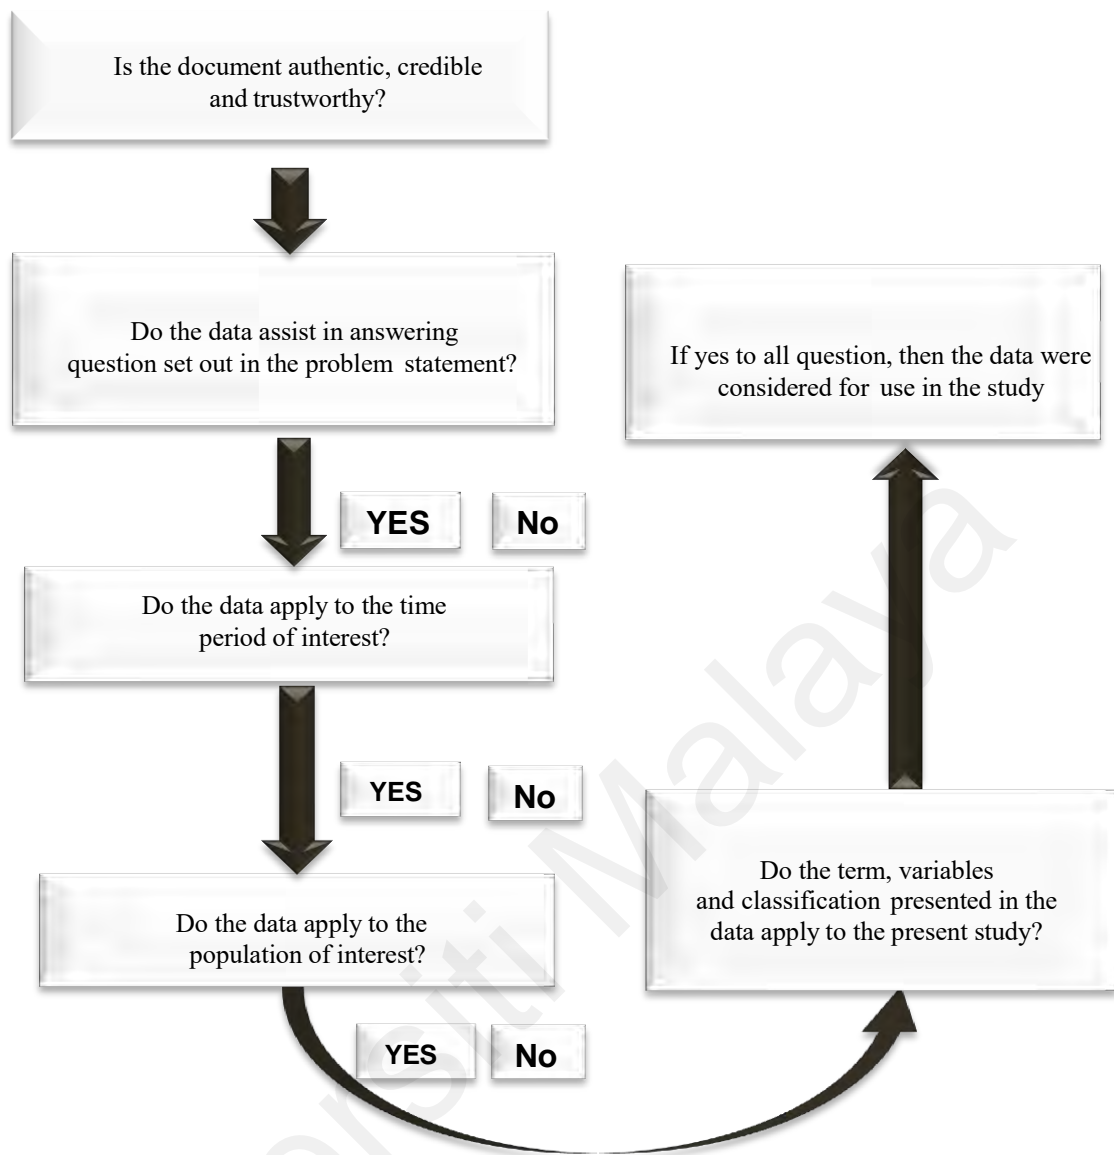 Is the document authentic, credible
and trustworthy?
Do the data assist in answering
question set out in the problem statement?
YES No
Do the data apply to the time
period of interest?
YES No
Do the data apply to the
population of interest?
YES No
Do the term, variables
and classification presented in the
data apply to the present study?
If yes to all question, then the data were
considered for use in the study
ersiti Malaya